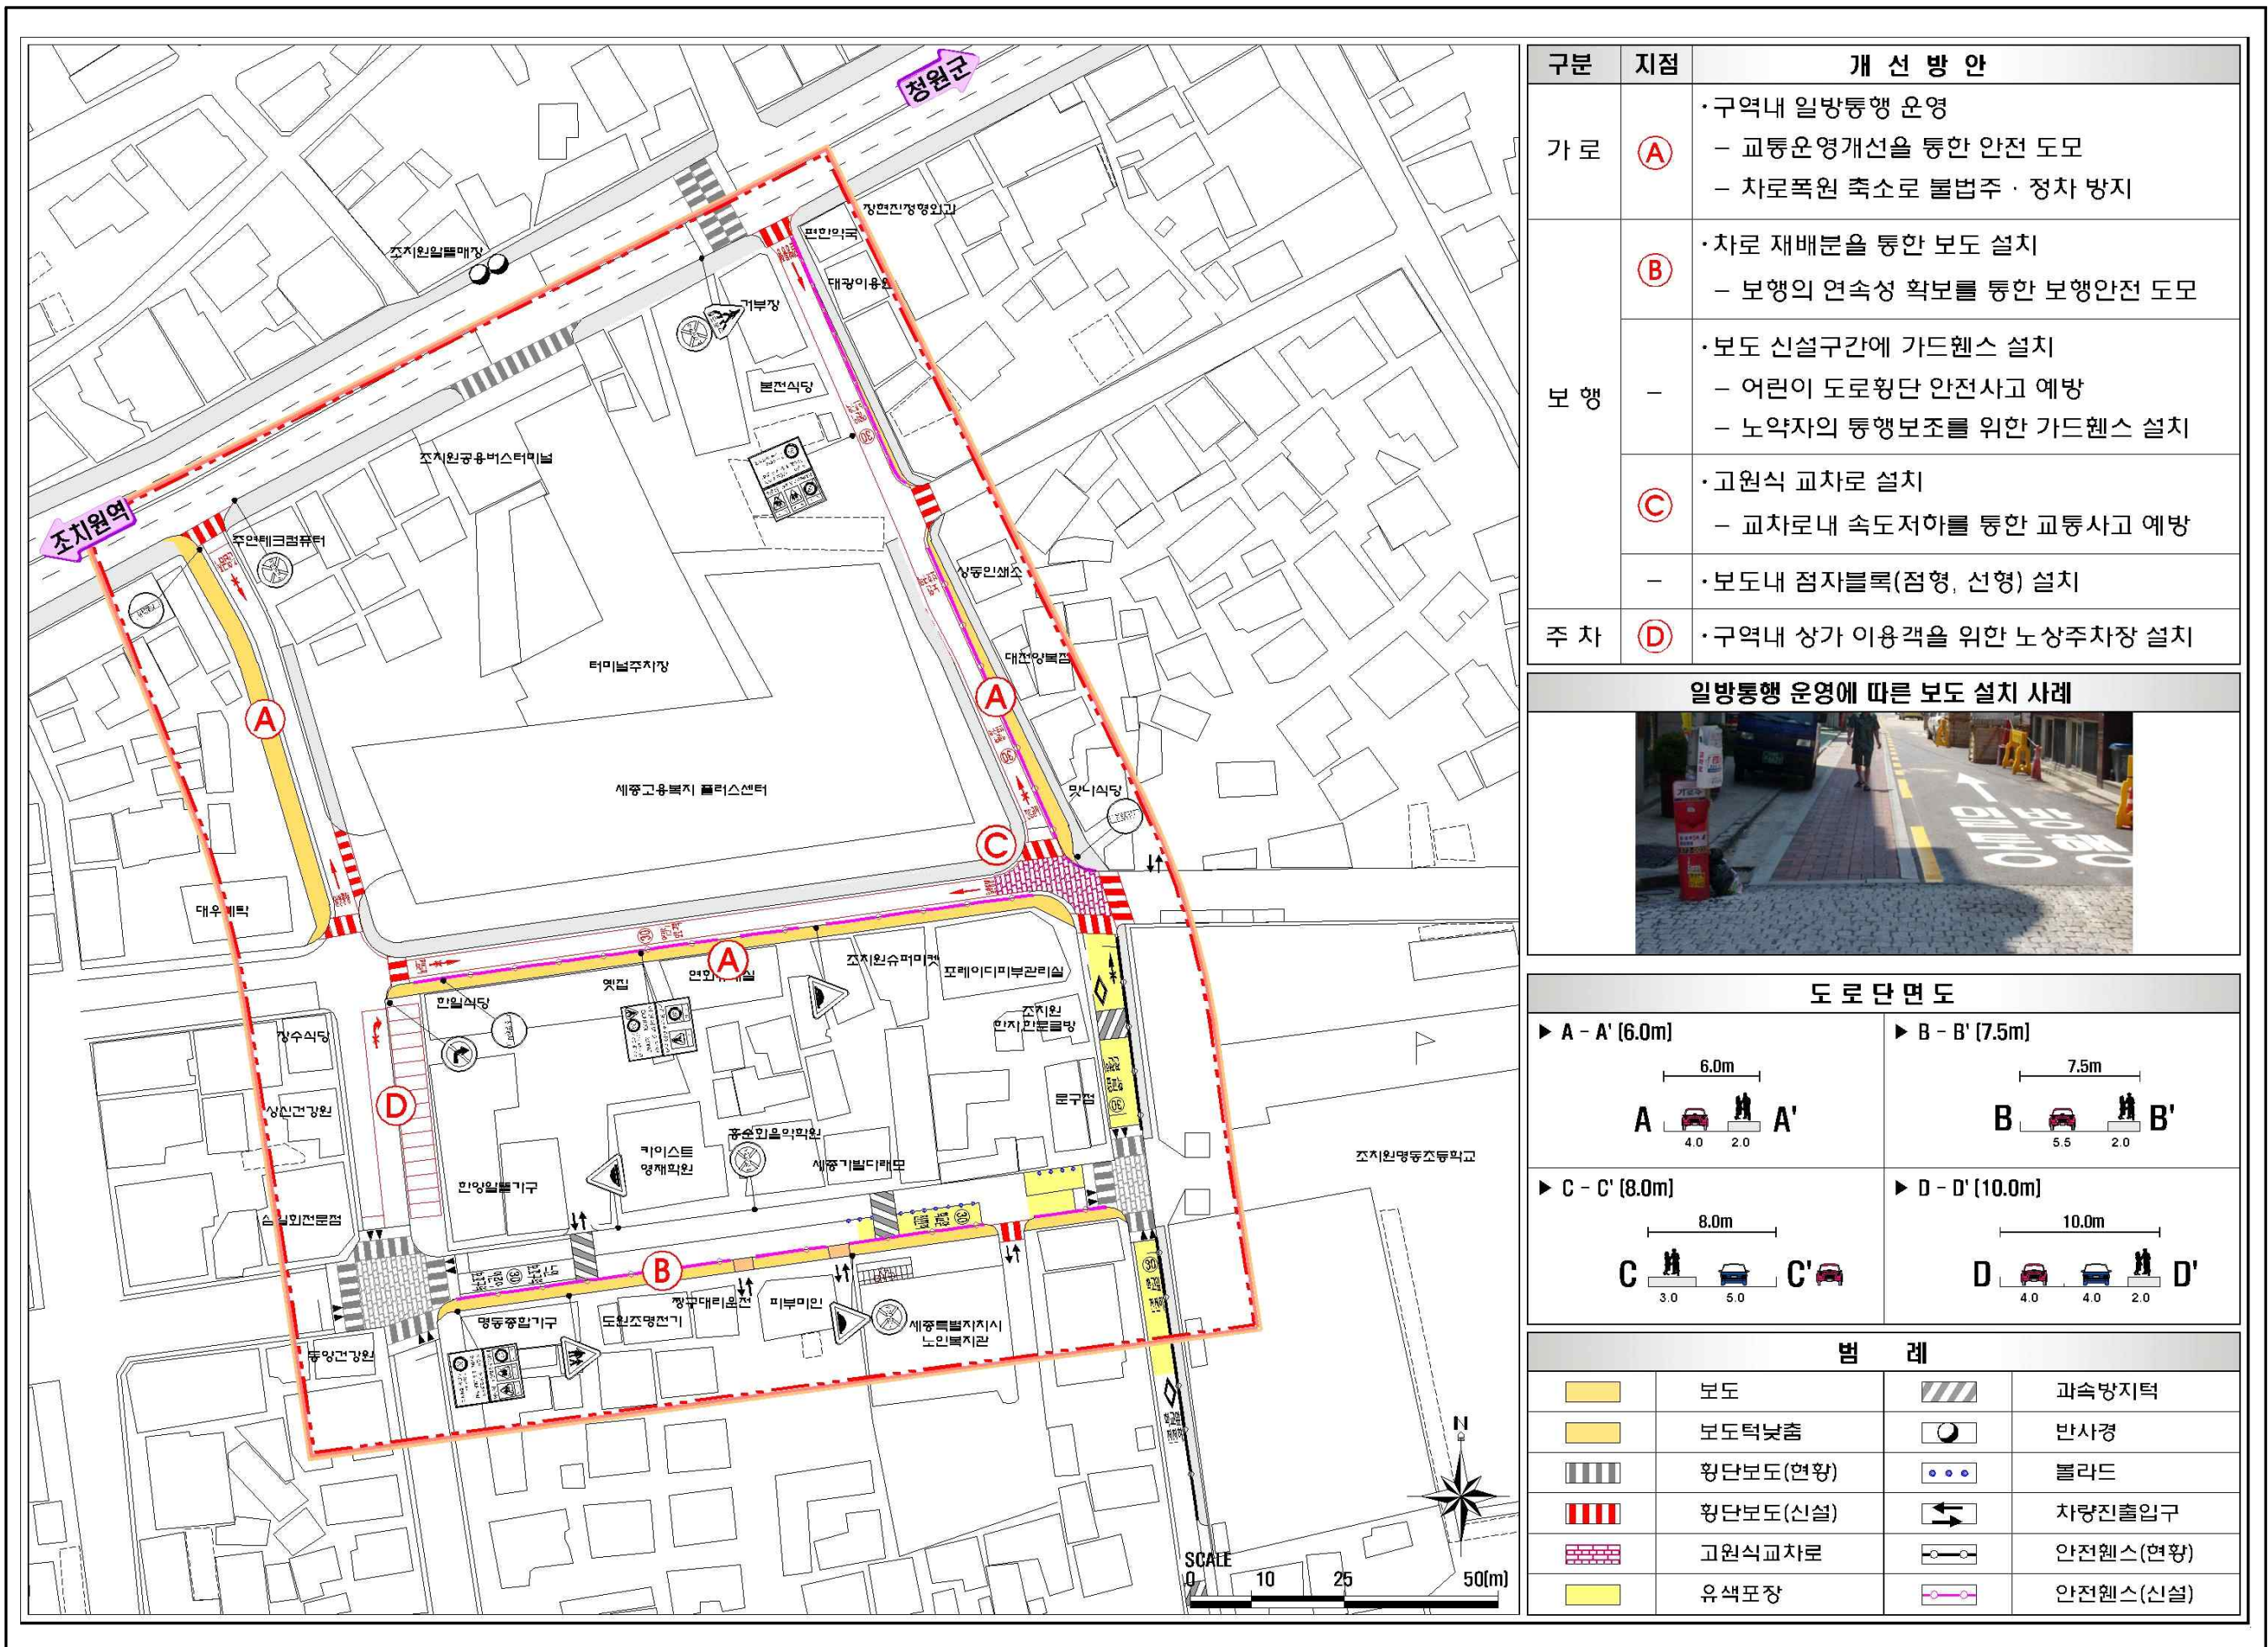 청원군
조치원역
장현진정형외과
편한약국
조치원알뜰매장
대광이용원
거부장
본전식당
조치원공용버스터미널
주연테크컴퓨터
상동인쇄소
터미널주차장
대전양복점
A
A
세종고용복지 플러스센터
맛나식당
C
대우세탁
A
조치원슈퍼마켓
포레이디피부관리실
옛집
한일식당
조치원
한자,한문글방
장수식당
D
상신건강원
문구점
홍순화음악학원
카이스트
영재학원
세종가발다래모
조치원명동초등학교
한양알뜰가구
B
짱구대리운전
피부미인
명동종합가구
도원조명전기
세종특별자치시
노인복지관
동양건강원
30
N
SCALE
0 10 25 50(m)
구분 지점 개 선 방 안
가 로 A
·구역내 일방통행 운영
- 교통운영개선을 통한 안전 도모
- 차로폭원 축소로 불법주 · 정차 방지
보 행 B
·차로 재배분을 통한 보도 설치
- 보행의 연속성 확보를 통한 보행안전 도모
-
·보도 신설구간에 가드휀스 설치
- 어린이 도로횡단 안전사고 예방
- 노약자의 통행보조를 위한 가드휀스 설치
C
·고원식 교차로 설치
- 교차로내 속도저하를 통한 교통사고 예방
- ·보도내 점자블록(점형, 선형) 설치
주 차 D ·구역내 상가 이용객을 위한 노상주차장 설치
일방통행 운영에 따른 보도 설치 사례
일방통행
도 로 단 면 도
▶ A - A' (6.0m)
6.0m
A A'
4.0 2.0
▶ B - B' (7.5m)
7.5m
B B'
5.5 2.0
▶ C - C' (8.0m)
8.0m
C C'
3.0 5.0
▶ D - D' (10.0m)
10.0m
D D'
4.0 4.0 2.0
범 례
보도 과속방지턱
보도턱낮춤 반사경
횡단보도(현황) 볼라드
횡단보도(신설) 차량진출입구
고원식교차로 안전휀스(현황)
유색포장 안전휀스(신설)